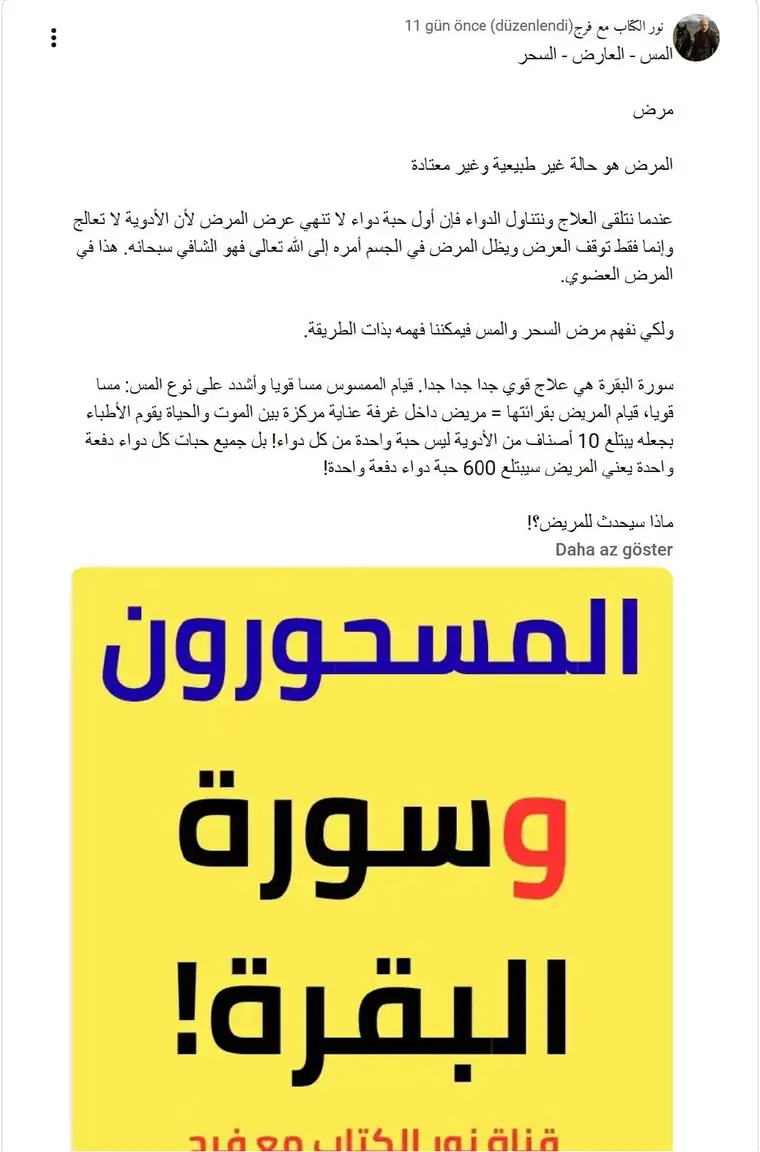 نور الكتاب مع فرج 11 gün önce (düzenlendi)
المس - العارض - السحر
مرض
المرض هو حالة غير طبيعية وغير معتادة
عندما نتلقى العلاج ونتناول الدواء فإن أول حبة دواء لا تنهي عرض المرض لأن الأدوية لا تعالج
وإنما فقط توقف العرض ويظل المرض في الجسم أمره إلى الله تعالى فهو الشافي سبحانه. هذا في
المرض العضوي.
ولكي نفهم مرض السحر والمس فيمكننا فهمه بذات الطريقة.
سورة البقرة هي علاج قوي جدا جدا جدا. قيام الممسوس مسا قويا وأشدد على نوع المس: مسا
قويا، قيام المريض بقرائتها = مريض داخل غرفة عناية مركزة بين الموت والحياة يقوم الأطباء
بجعله يبتلع 10 أصناف من الأدوية ليس حبة واحدة من كل دواء! بل جميع حبات كل دواء دفعة
واحدة يعني المريض سيبتلع 600 حبة دواء دفعة واحدة!
ماذا سيحدث للمريض؟!
Daha az göster
المسحورون
وسورة
البقرة!
قناة نور الكتاب مع فرج